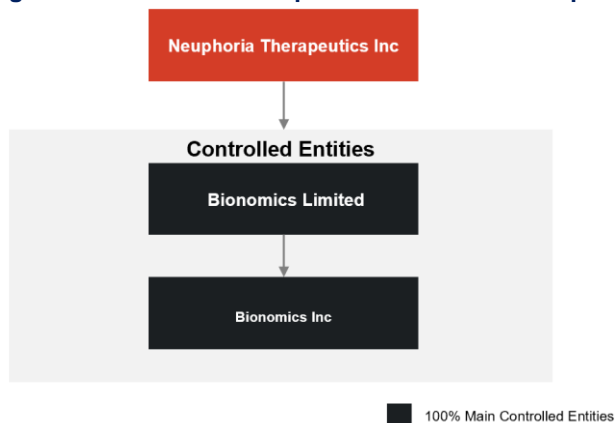 Neuphoria Therapeutics Inc
Controlled Entities
Bionomics Limited
Bionomics Inc
100% Main Controlled Entities